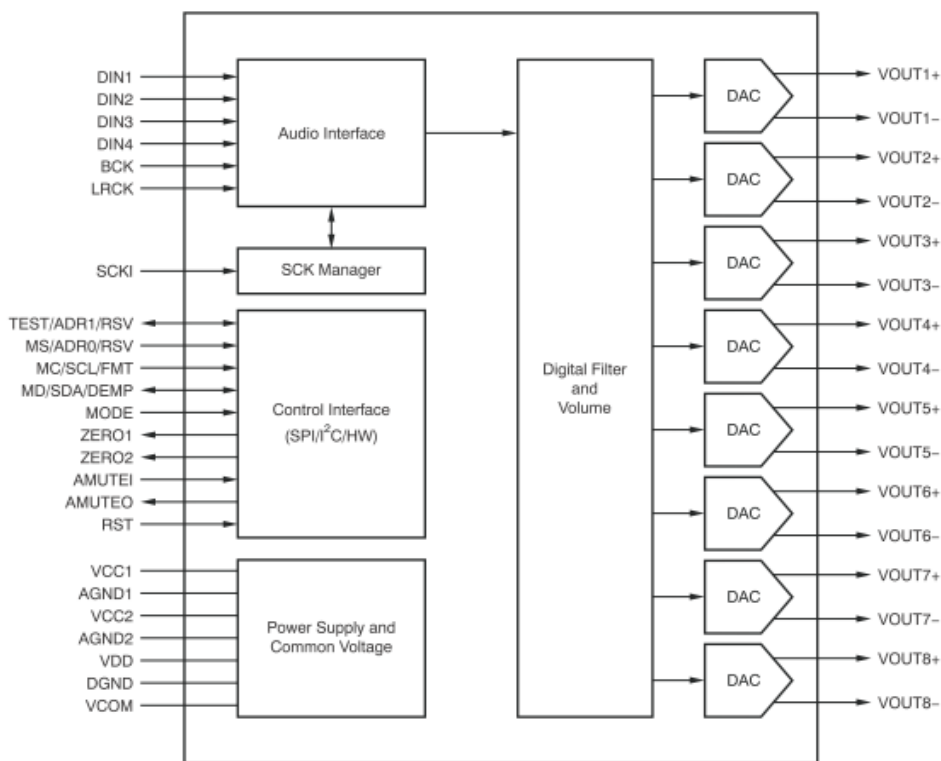 DIN1
DIN2
DIN3
DIN4
BCK
LRCK
Audio Interface
SCKI
SCK Manager
TEST/ADR1/RSV
MS/ADR0/RSV
MC/SCL/FMT
MD/SDA/DEMP
MODE
ZERO1
ZERO2
AMUTEI
AMUTEO
RST
Control Interface
(SPI/I²C/HW)
VCC1
AGND1
VCC2
AGND2
VDD
DGND
VCOM
Power Supply and
Common Voltage
Digital Filter
and
Volume
DAC
DAC
DAC
DAC
DAC
DAC
DAC
DAC
VOUT1+
VOUT1−
VOUT2+
VOUT2−
VOUT3+
VOUT3−
VOUT4+
VOUT4−
VOUT5+
VOUT5−
VOUT6+
VOUT6−
VOUT7+
VOUT7−
VOUT8+
VOUT8−